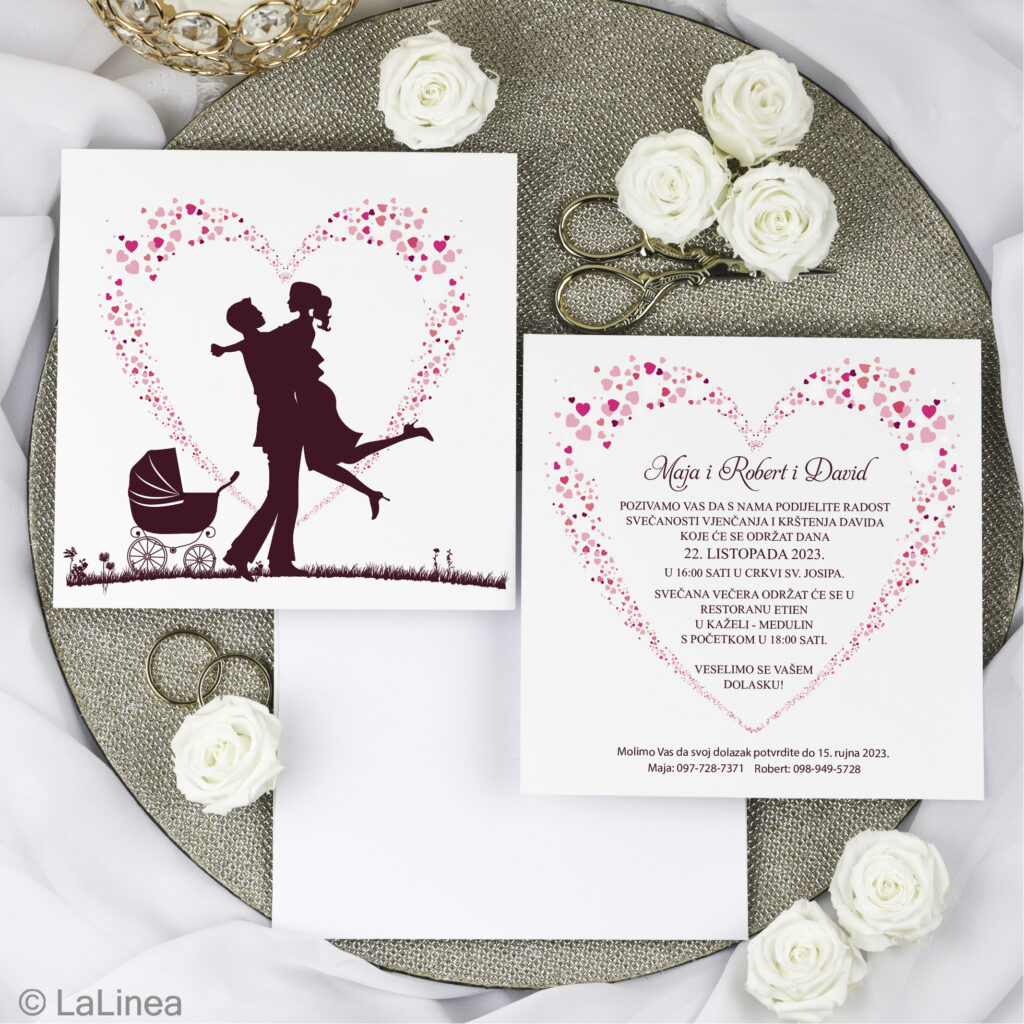 Maja i Robert i David
POZIVAMO VAS DA S NAMA PODIJELITE RADOST
SVEČANOSTI VJENČANJA I KRŠTENJA DAVIDA
KOJE ĆE SE ODRŽAT DANA
22. LISTOPADA 2023.
U 16:00 SATI U CRKVI SV. JOSIPA.
SVEČANA VEČERA ODRŽAT ĆE SE U
RESTORANU ETIEN
U KAŽELI - MEDULIN
S POČETKOM U 18:00 SATI.
VESELIMO SE VAŠEM
DOLASKU!
Molimo Vas da svoj dolazak potvrdite do 15. rujna 2023.
Maja: 097-728-7371 Robert: 098-949-5728
© LaLinea